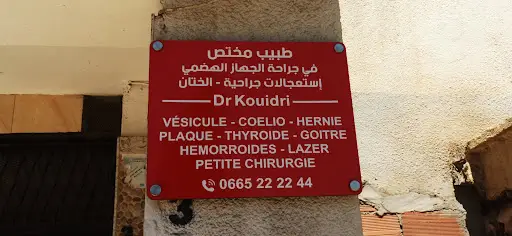 طبيب مختص
في جراحة الجهاز الهضمي
إستعجالات جراحية - الختان
Dr Kouidri
VÉSICULE - COELIO - HERNIE
PLAQUE - THYROIDE - GOITRE
HEMORROIDES - LAZER
PETITE CHIRURGIE
0665 22 22 44